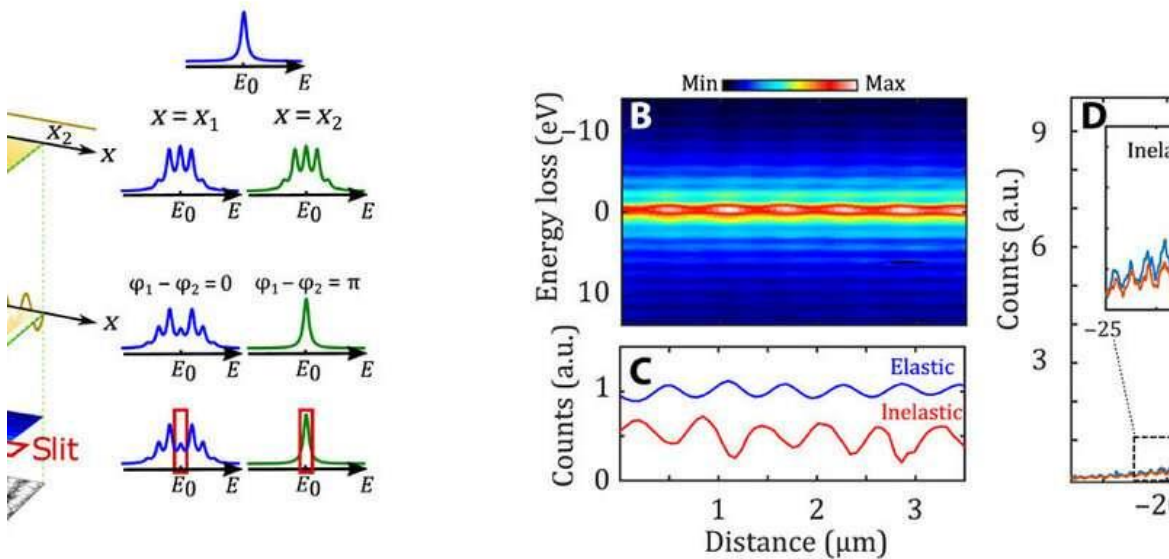 E₀ E
x = x₁ x = x₂
x₂
x
E₀ E E₀ E
φ₁ − φ₂ = 0 φ₁ − φ₂ = π
x
E₀ E E₀ E
Slit
E₀ E E₀ E
Min Max
B
Energy loss (eV)
−10
0
10
C
Counts (a.u.)
1
0
Elastic
Inelastic
1 2 3
Distance (μm)
D
Counts (a.u.)
9
6
3
Inela
−25
−20